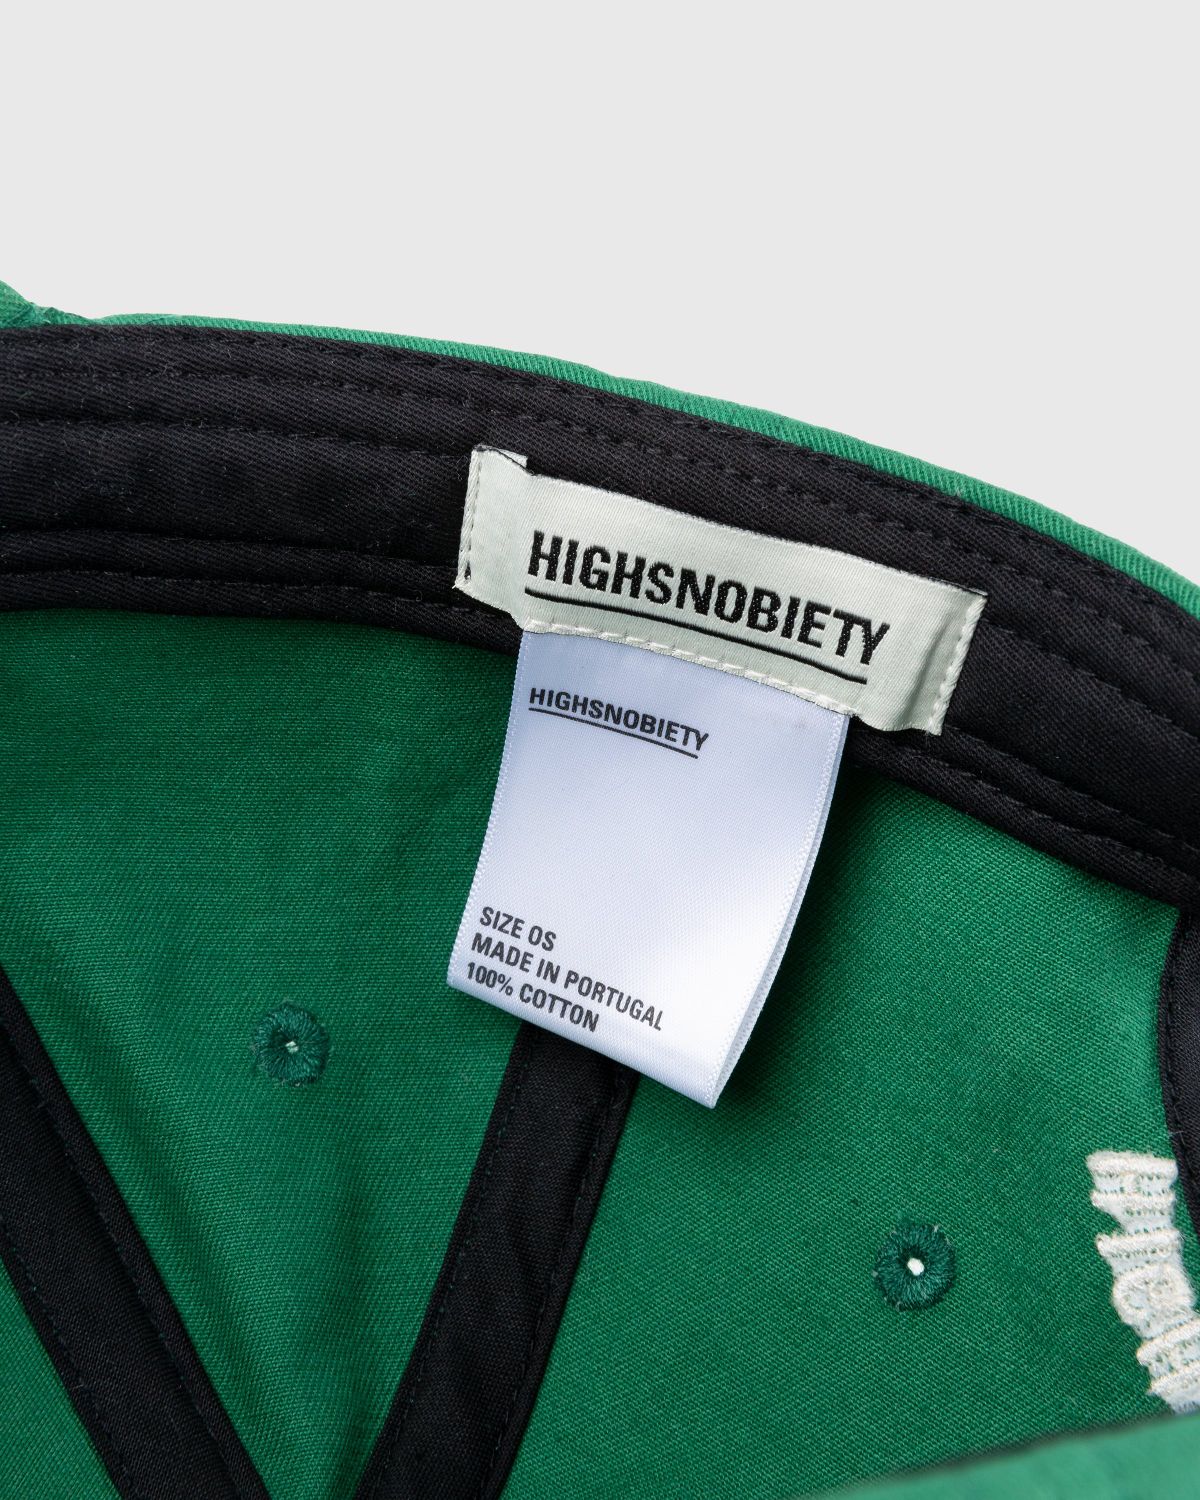 HIGHSNOBIETY
HIGHSNOBIETY
SIZE OS
MADE IN PORTUGAL
100% COTTON